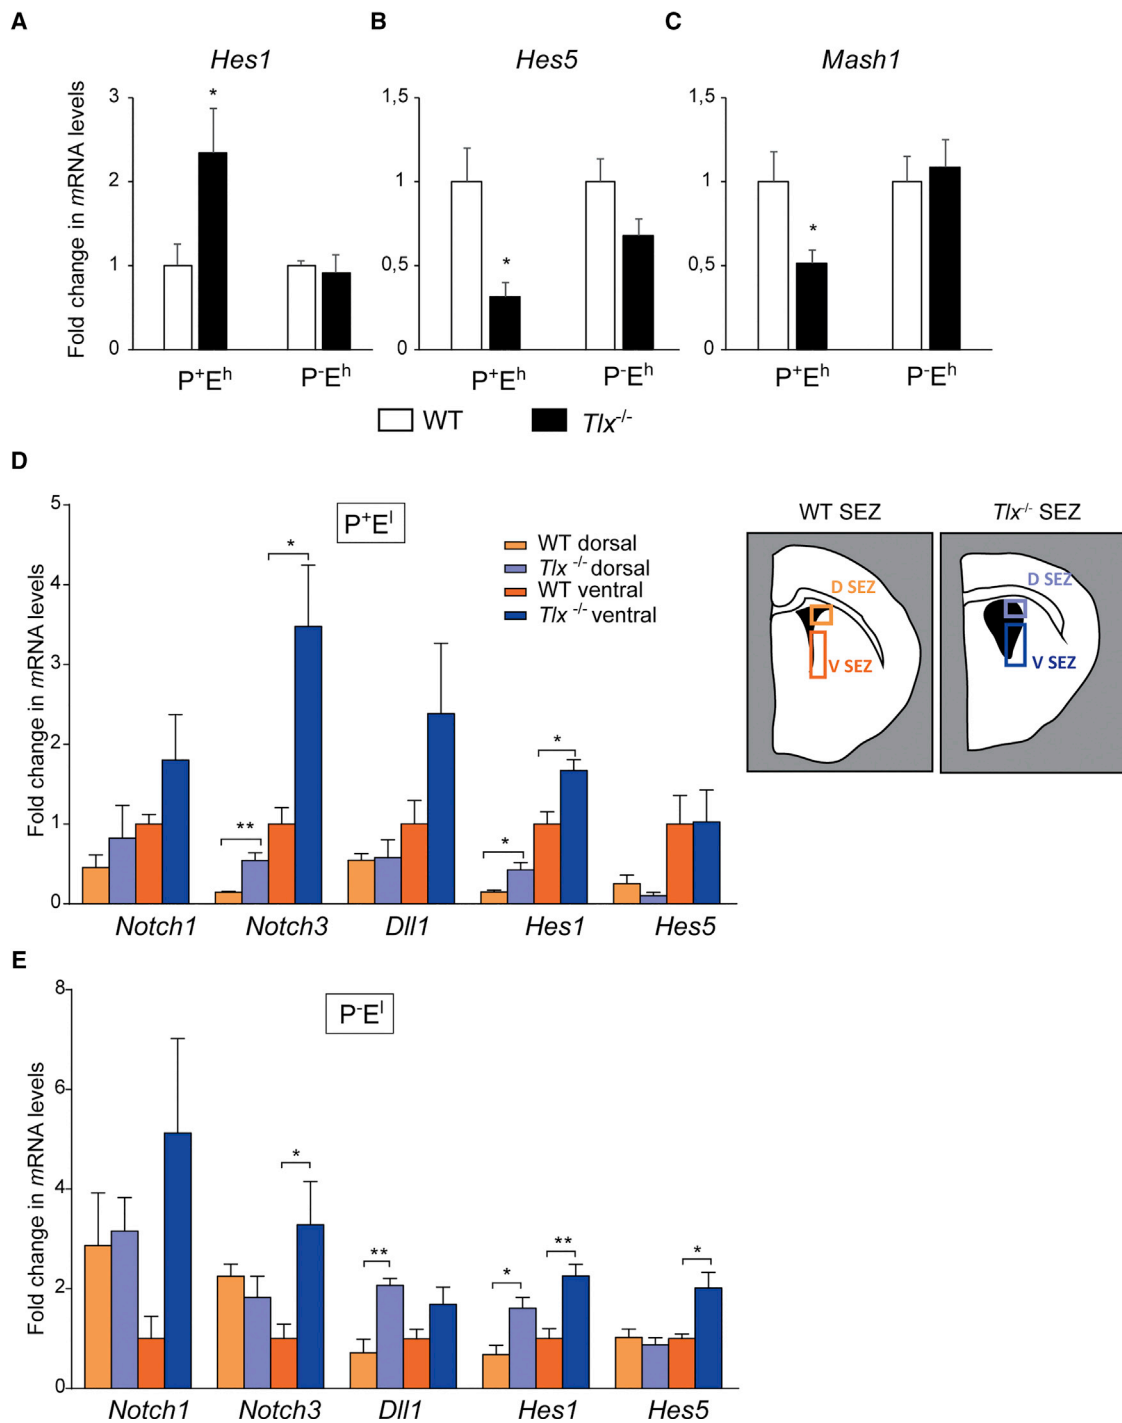 A B C
Hes1 Hes5 Mash1
Fold change in mRNA levels
3 1,5 1,5
2 1 1
1 0,5 0,5
0 0 0
* * *
P⁺Eʰ P⁻Eʰ P⁺Eʰ P⁻Eʰ P⁺Eʰ P⁻Eʰ
WT Tlx⁻/⁻
D
P⁺Eˡ
Fold change in mRNA levels
5
4
3
2
1
0
WT dorsal
Tlx ⁻/⁻ dorsal
WT ventral
Tlx ⁻/⁻ ventral
** * * *
Notch1 Notch3 Dll1 Hes1 Hes5
WT SEZ Tlx⁻/⁻ SEZ
D SEZ D SEZ
V SEZ V SEZ
E
P⁻Eˡ
Fold change in mRNA levels
8
6
4
2
0
* ** * ** *
Notch1 Notch3 Dll1 Hes1 Hes5